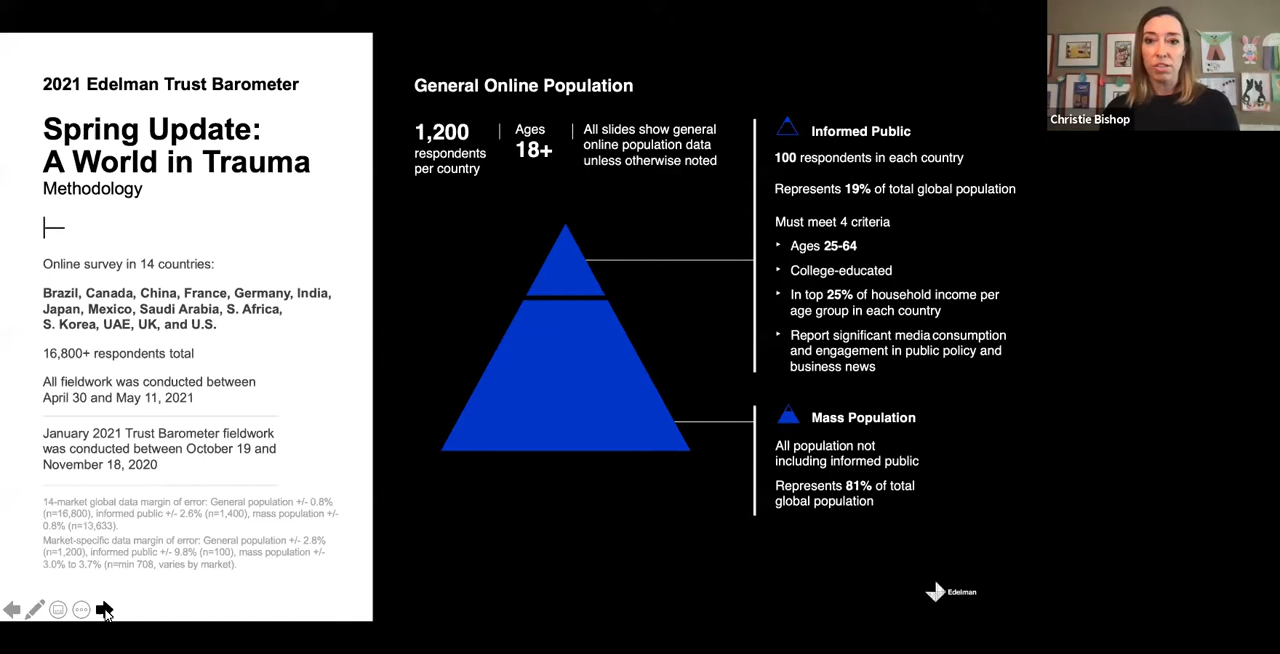 2021 Edelman Trust Barometer
Spring Update:
A World in Trauma
Methodology
Online survey in 14 countries:
Brazil, Canada, China, France, Germany, India,
Japan, Mexico, Saudi Arabia, S. Africa,
S. Korea, UAE, UK, and U.S.
16,800+ respondents total
All fieldwork was conducted between
April 30 and May 11, 2021
January 2021 Trust Barometer fieldwork
was conducted between October 19 and
November 18, 2020
14-market global data margin of error: General population +/- 0.8%
(n=16,800), informed public +/- 2.6% (n=1,400), mass population +/-
0.8% (n=13,633).
Market-specific data margin of error: General population +/- 2.8%
(n=1,200), informed public +/- 9.8% (n=100), mass population +/-
3.0% to 3.7% (n=min 708, varies by market).
General Online Population
1,200
respondents
per country
Ages
18+
All slides show general
online population data
unless otherwise noted
Informed Public
100 respondents in each country
Represents 19% of total global population
Must meet 4 criteria
Ages 25-64
College-educated
In top 25% of household income per
age group in each country
Report significant media consumption
and engagement in public policy and
business news
Mass Population
All population not
including informed public
Represents 81% of total
global population
Edelman
Christie Bishop